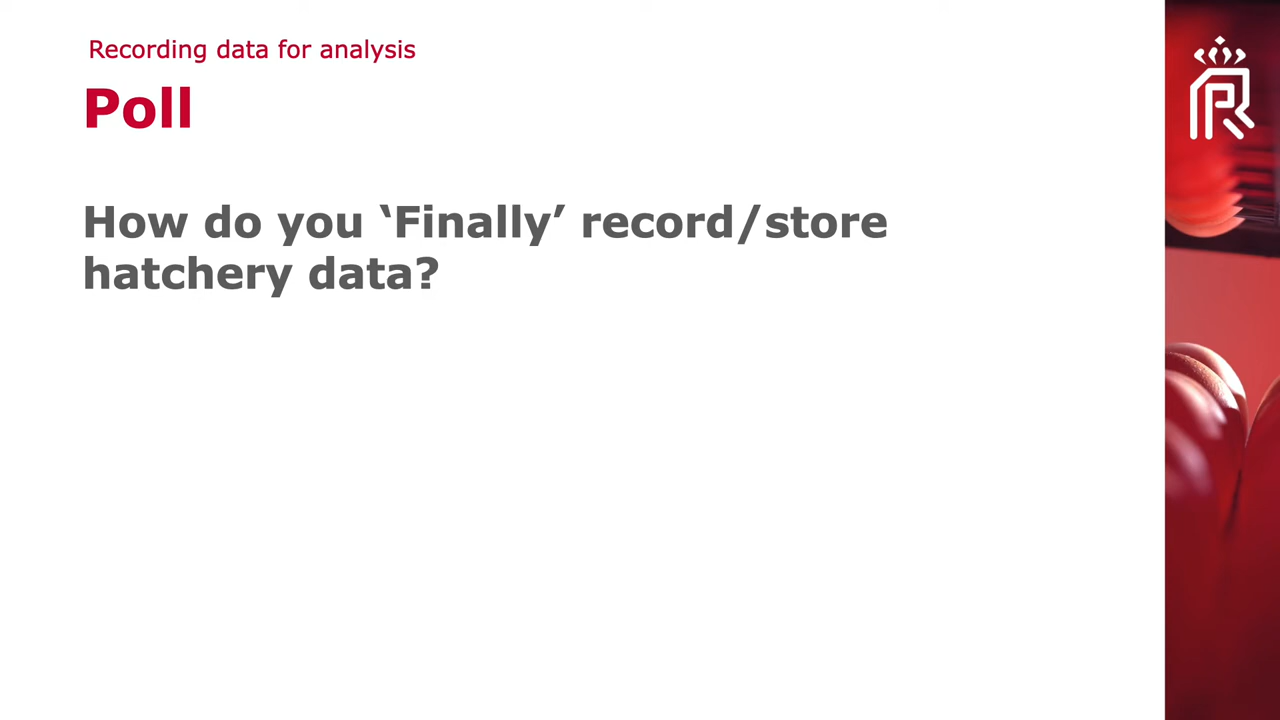 Recording data for analysis
Poll
How do you ‘Finally’ record/store
hatchery data?